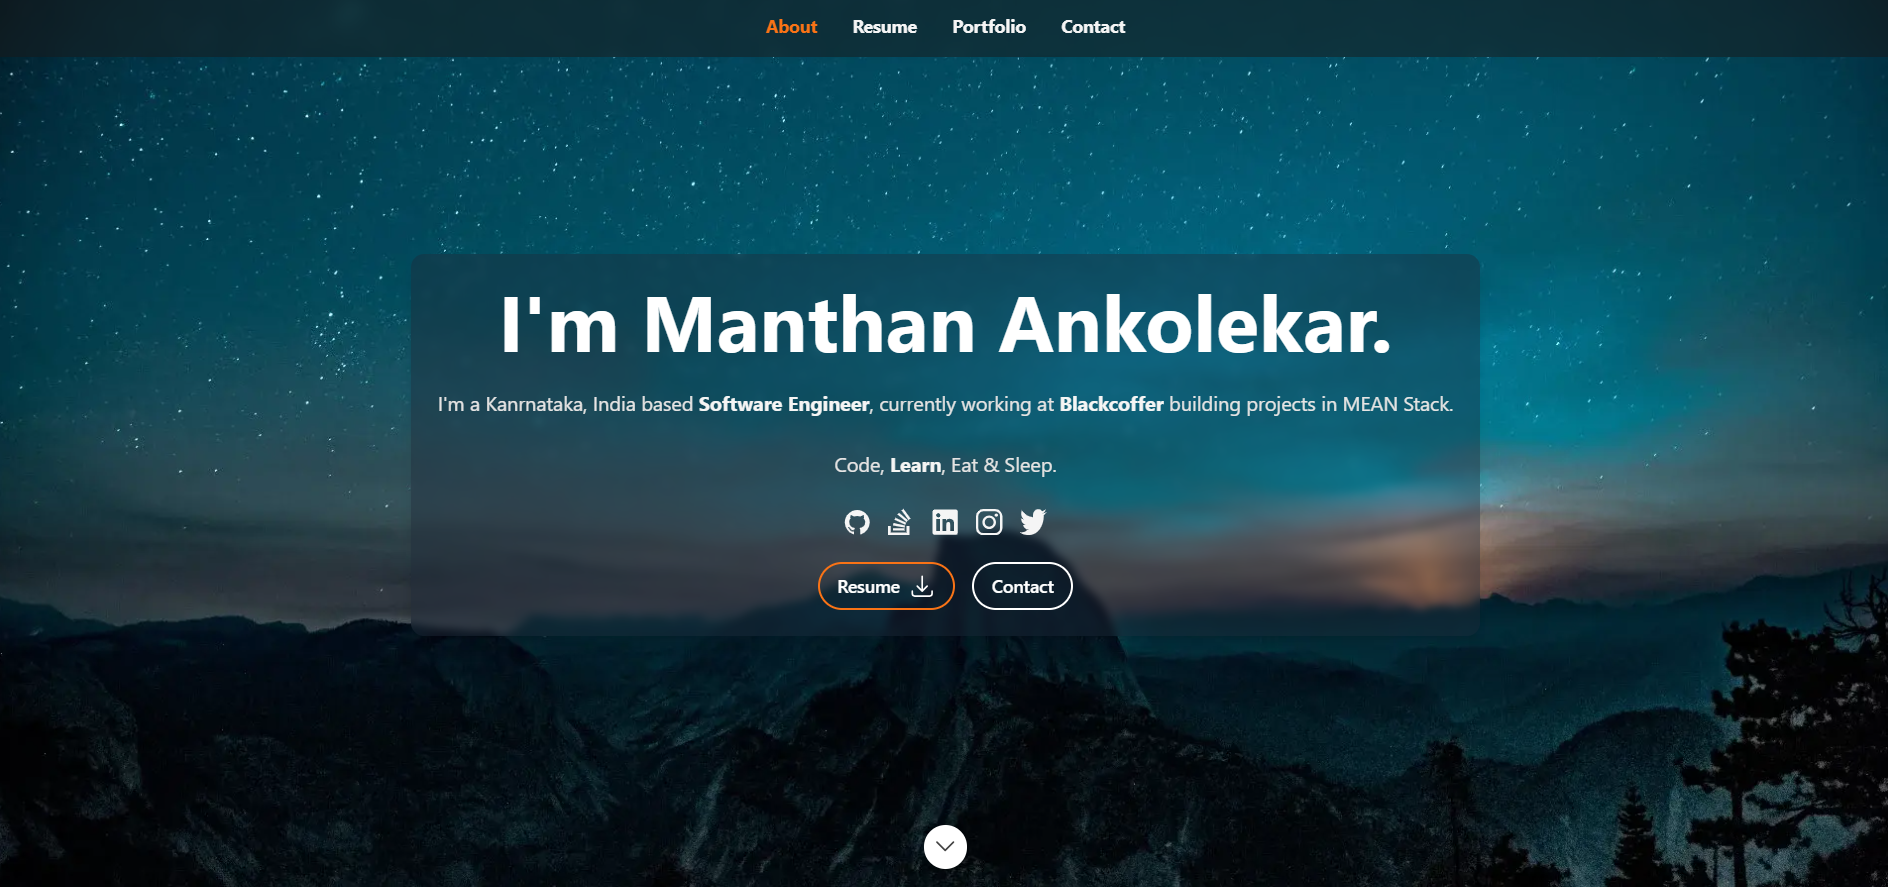 About Resume Portfolio Contact
I'm Manthan Ankolekar.
I'm a Kanrnataka, India based Software Engineer, currently working at Blackcoffer building projects in MEAN Stack.
Code, Learn, Eat & Sleep.
in
Resume Contact